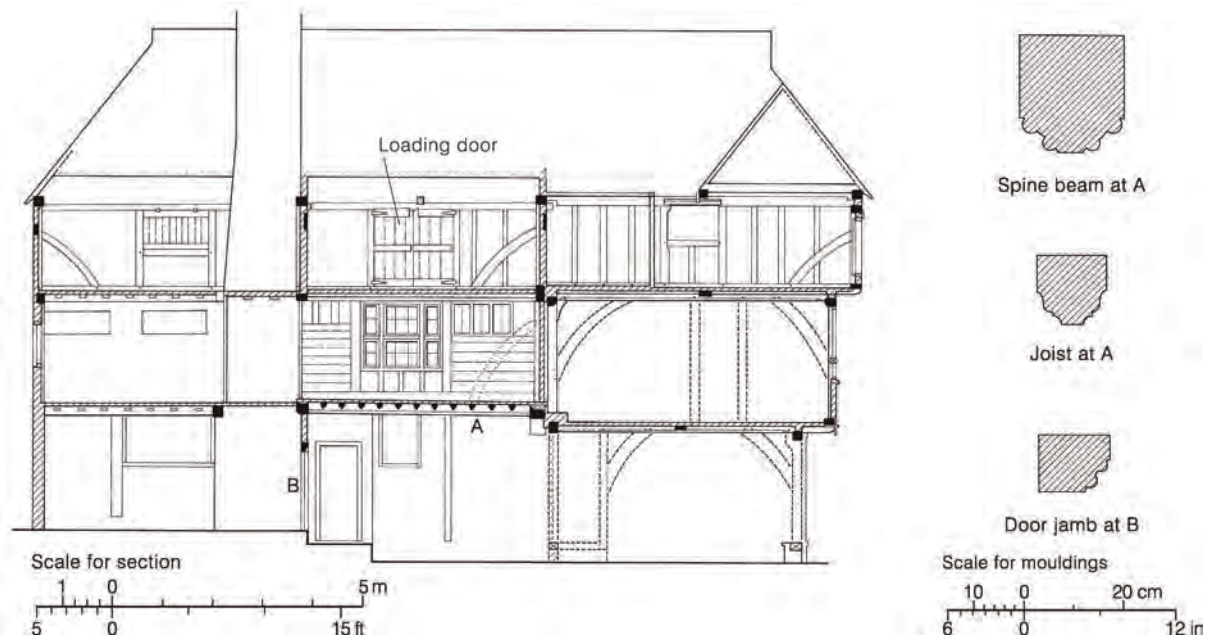 Loading door
A
B
Scale for section
1 0 5 m
5 0 15 ft
Spine beam at A
Joist at A
Door jamb at B
Scale for mouldings
10 0 20 cm
6 0 12 in